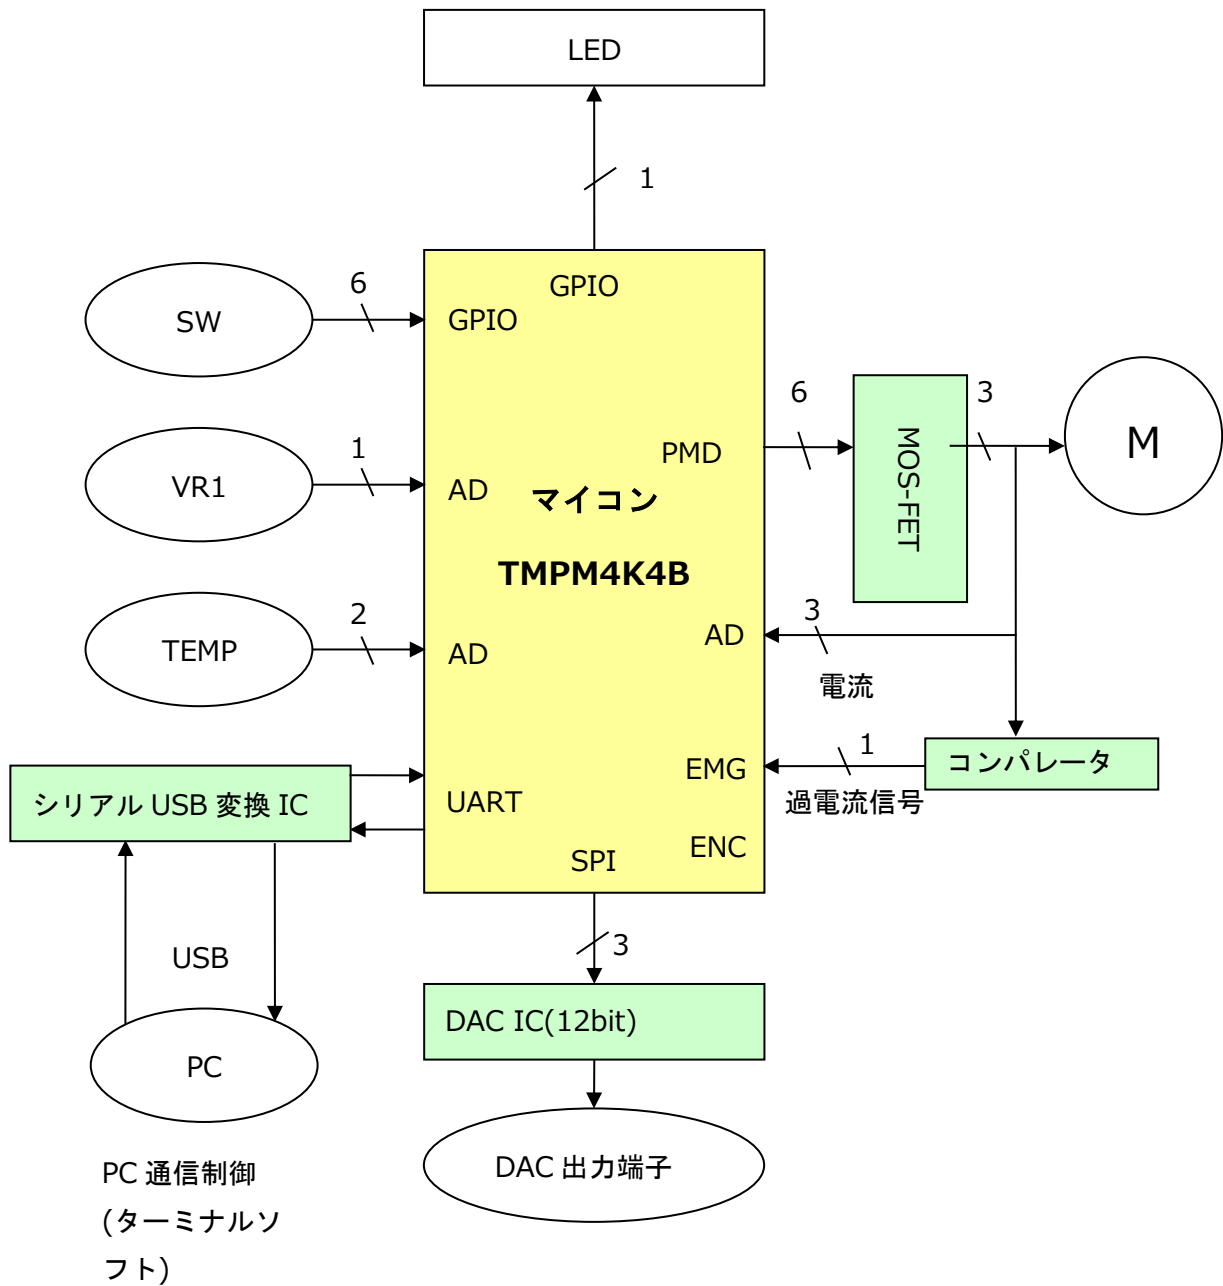 LED
1
GPIO
SW
6
GPIO
VR1
1
AD
TEMP
2
AD
マイコン
TMPM4K4B
PMD
6
MOS-FET
3
M
AD
3
電流
EMG
1
過電流信号
コンパレータ
ENC
シリアル USB 変換 IC
UART
SPI
3
USB
DAC IC(12bit)
PC
DAC 出力端子
PC 通信制御
(ターミナルソ
フト)